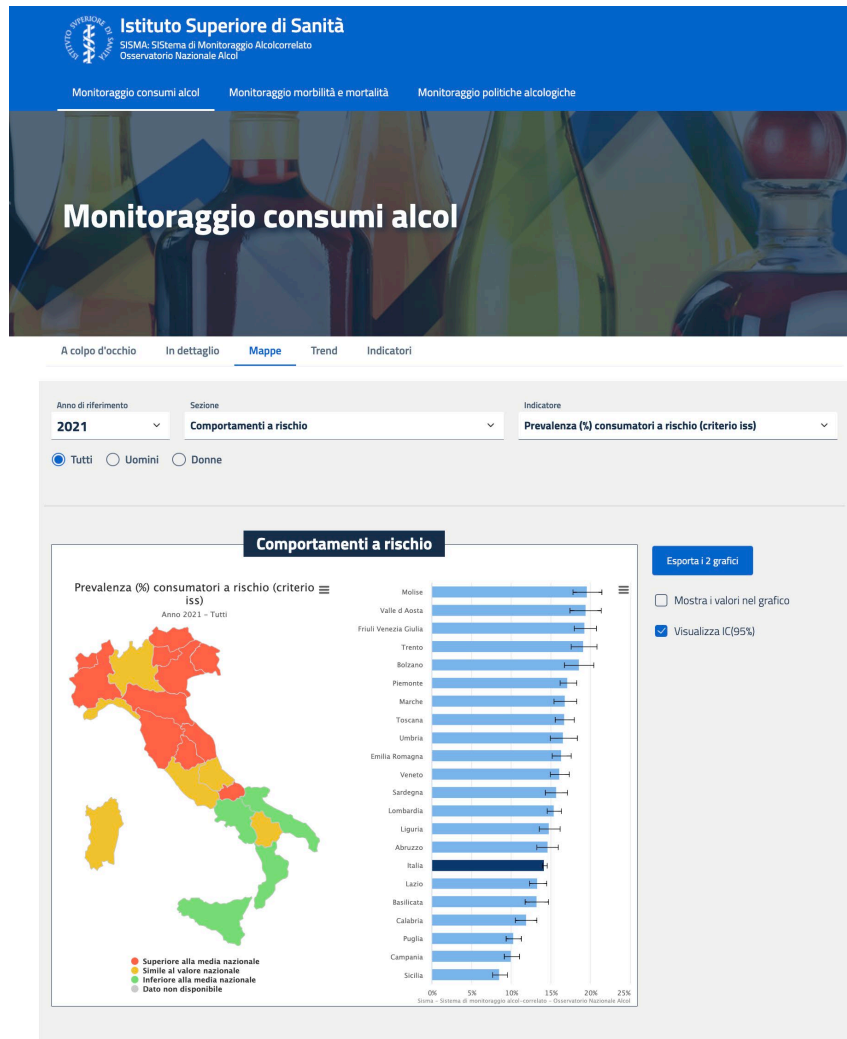 Istituto Superiore di Sanità
SISMA: SIStema di Monitoraggio Alcolcorrelato
Osservatorio Nazionale Alcol
ISTITUTO SUPERIORE DI SANITÀ
Monitoraggio consumi alcol
Monitoraggio morbilità e mortalità
Monitoraggio politiche alcologiche
Monitoraggio consumi alcol
A colpo d'occhio
In dettaglio
Mappe
Trend
Indicatori
Anno di riferimento
2021
Sezione
Comportamenti a rischio
Indicatore
Prevalenza (%) consumatori a rischio (criterio iss)
Tutti
Uomini
Donne
Comportamenti a rischio
Prevalenza (%) consumatori a rischio (criterio
iss)
Anno 2021 – Tutti
Superiore alla media nazionale
Simile al valore nazionale
Inferiore alla media nazionale
Dato non disponibile
Molise
Valle d Aosta
Friuli Venezia Giulia
Trento
Bolzano
Piemonte
Marche
Toscana
Umbria
Emilia Romagna
Veneto
Sardegna
Lombardia
Liguria
Abruzzo
Italia
Lazio
Basilicata
Calabria
Puglia
Campania
Sicilia
0% 5% 10% 15% 20% 25%
Sisma – Sistema di monitoraggio alcol-correlato – Osservatorio Nazionale Alcol
Esporta i 2 grafici
Mostra i valori nel grafico
Visualizza IC(95%)